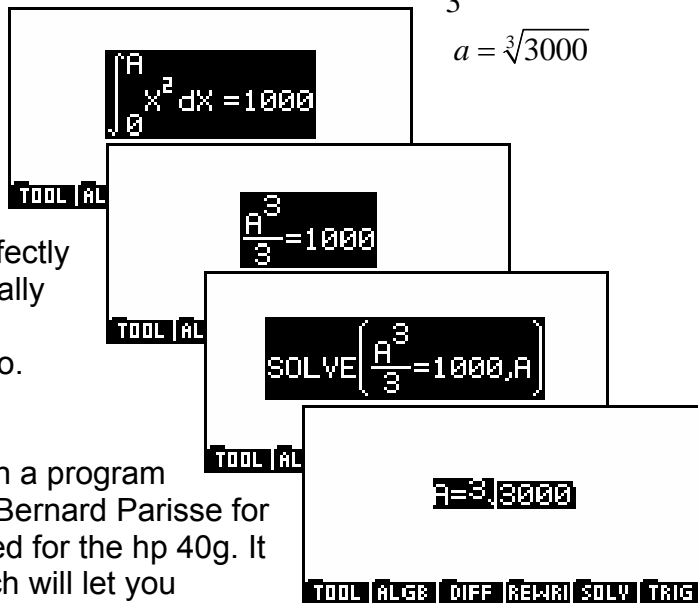 3
a = ∛3000
∫₀ᴬ X² dX = 1000
TOOL AL
A³/3 = 1000
fectly
ally
TOOL AL
SOLVE(A³/3=1000,A)
o.
TOOL AL
n a program
Bernard Parisse for
ed for the hp 40g. It
ch will let you
A=³√3000
TOOL ALGB DIFF REWRI SOLV TRIG